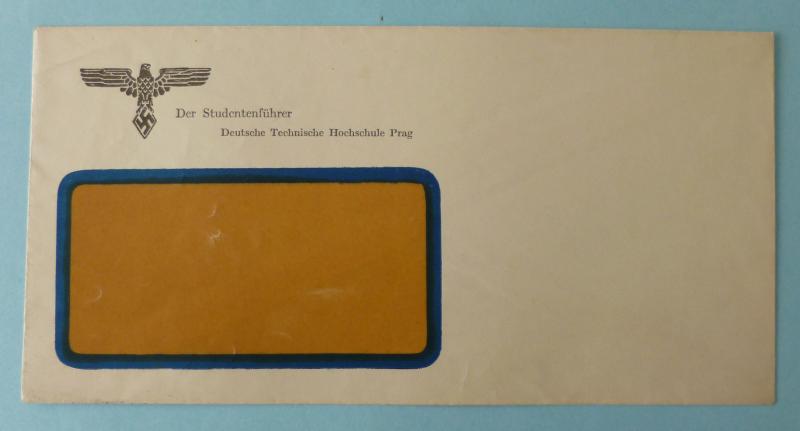 Der Studentenführer
Deutsche Technische Hochschule Prag